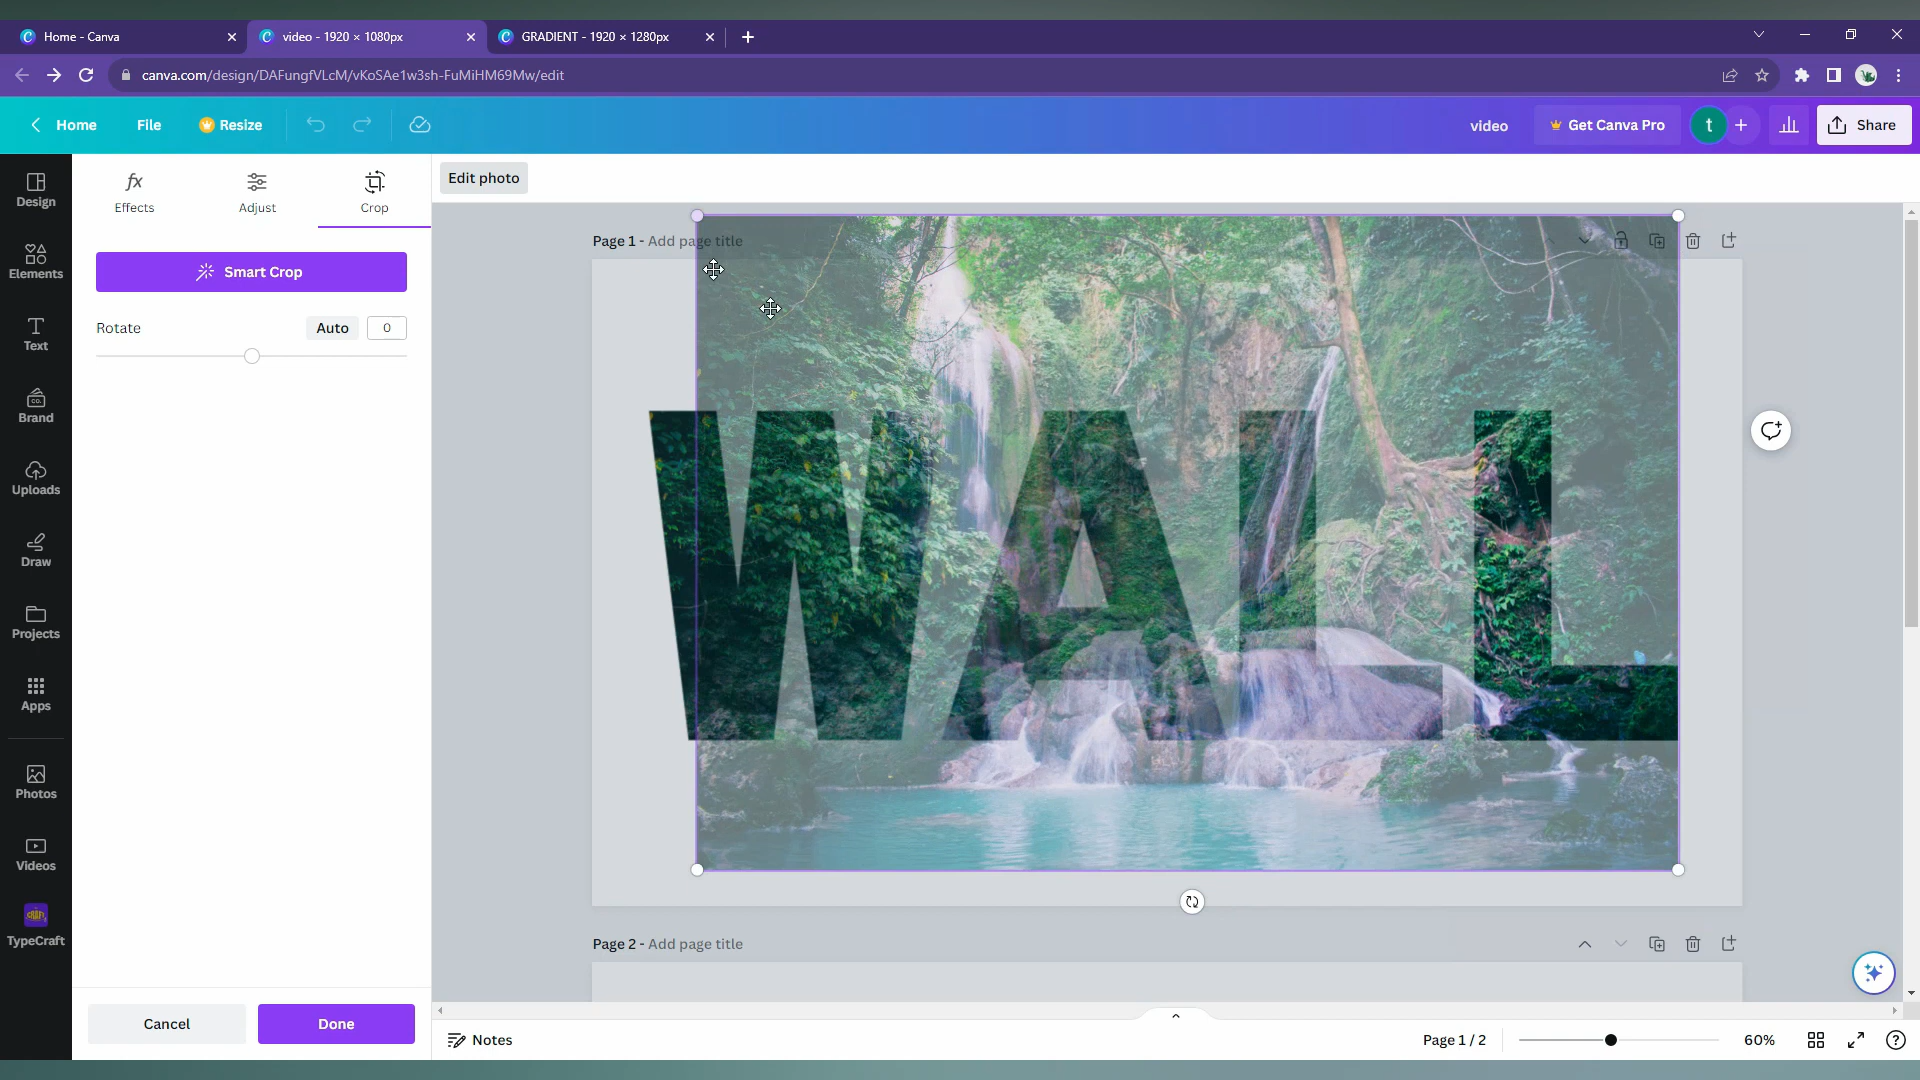 Home - Canva
video - 1920 × 1080px
GRADIENT - 1920 × 1280px
canva.com/design/DAFungfVLcM/vKoSAe1w3sh-FuMiHM69Mw/edit
Home
File
Resize
video
Get Canva Pro
t
Share
Design
Elements
Text
Brand
Uploads
Draw
Projects
Apps
Photos
Videos
TypeCraft
fx
Effects
Adjust
Crop
Smart Crop
Rotate
Auto
0
Cancel
Done
Edit photo
Page 1 - Add page title
WALL
Page 2 - Add page title
Notes
Page 1 / 2
60%
CRAFT
CO.